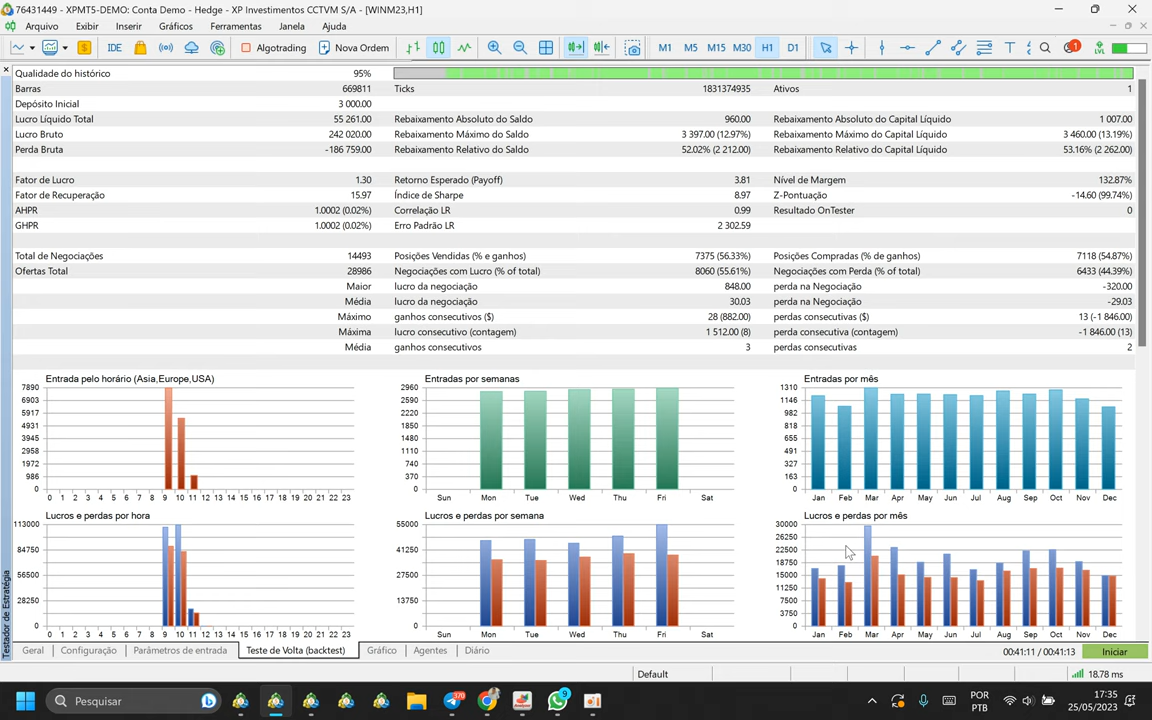 76431449 - XPMT5-DEMO: Conta Demo - Hedge - XP Investimentos CCTVM S/A - [WINM23,H1]
Arquivo Exibir Inserir Gráficos Ferramentas Janela Ajuda
IDE Algotrading Nova Ordem M1 M5 M15 M30 H1 D1 T 1 LVL
Qualidade do histórico 95%
Barras 669811 Ticks 1831374935 Ativos 1
Depósito Inicial 3 000.00
Lucro Líquido Total 55 261.00 Rebaixamento Absoluto do Saldo 960.00 Rebaixamento Absoluto do Capital Líquido 1 007.00
Lucro Bruto 242 020.00 Rebaixamento Máximo do Saldo 3 397.00 (12.97%) Rebaixamento Máximo do Capital Líquido 3 460.00 (13.19%)
Perda Bruta -186 759.00 Rebaixamento Relativo do Saldo 52.02% (2 212.00) Rebaixamento Relativo do Capital Líquido 53.16% (2 262.00)
Fator de Lucro 1.30 Retorno Esperado (Payoff) 3.81 Nível de Margem 132.87%
Fator de Recuperação 15.97 Índice de Sharpe 8.97 Z-Pontuação -14.60 (99.74%)
AHPR 1.0002 (0.02%) Correlação LR 0.99 Resultado OnTester 0
GHPR 1.0002 (0.02%) Erro Padrão LR 2 302.59
Total de Negociações 14493 Posições Vendidas (% e ganhos) 7375 (56.33%) Posições Compradas (% de ganhos) 7118 (54.87%)
Ofertas Total 28986 Negociações com Lucro (% of total) 8060 (55.61%) Negociações com Perda (% of total) 6433 (44.39%)
Maior lucro da negociação 848.00 perda na Negociação -320.00
Média lucro da negociação 30.03 perda na Negociação -29.03
Máximo ganhos consecutivos ($) 28 (882.00) perdas consecutivas ($) 13 (-1 846.00)
Máxima lucro consecutivo (contagem) 1 512.00 (8) perda consecutiva (contagem) -1 846.00 (13)
Média ganhos consecutivos 3 perdas consecutivas 2
Entrada pelo horário (Asia,Europe,USA)
7890
6903
5917
4931
3945
2958
1972
986
0
0 1 2 3 4 5 6 7 8 9 10 11 12 13 14 15 16 17 18 19 20 21 22 23
Entradas por semanas
2960
2590
2220
1850
1480
1110
740
370
0
Sun Mon Tue Wed Thu Fri Sat
Entradas por mês
1310
1146
982
818
655
491
327
163
0
Jan Feb Mar Apr May Jun Jul Aug Sep Oct Nov Dec
Lucros e perdas por hora
113000
84750
56500
28250
0
0 1 2 3 4 5 6 7 8 9 10 11 12 13 14 15 16 17 18 19 20 21 22 23
Lucros e perdas por semana
55000
41250
27500
13750
0
Sun Mon Tue Wed Thu Fri Sat
Lucros e perdas por mês
30000
26250
22500
18750
15000
11250
7500
3750
0
Jan Feb Mar Apr May Jun Jul Aug Sep Oct Nov Dec
Testador de Estratégia
Geral Configuração Parâmetros de entrada Teste de Volta (backtest) Gráfico Agentes Diário 00:41:11 / 00:41:13 Iniciar
Default 18.78 ms
Pesquisar 370 9 POR PTB 17:35 25/05/2023